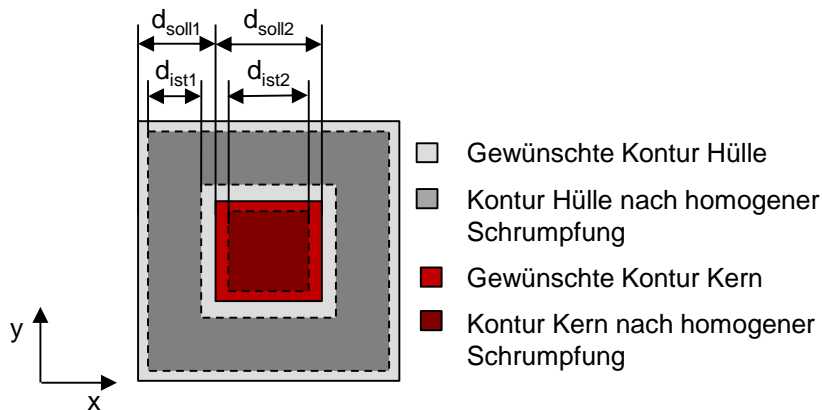 dsoll1 dsoll2
dist1 dist2
Gewünschte Kontur Hülle
Kontur Hülle nach homogener
Schrumpfung
Gewünschte Kontur Kern
Kontur Kern nach homogener
Schrumpfung
y
x